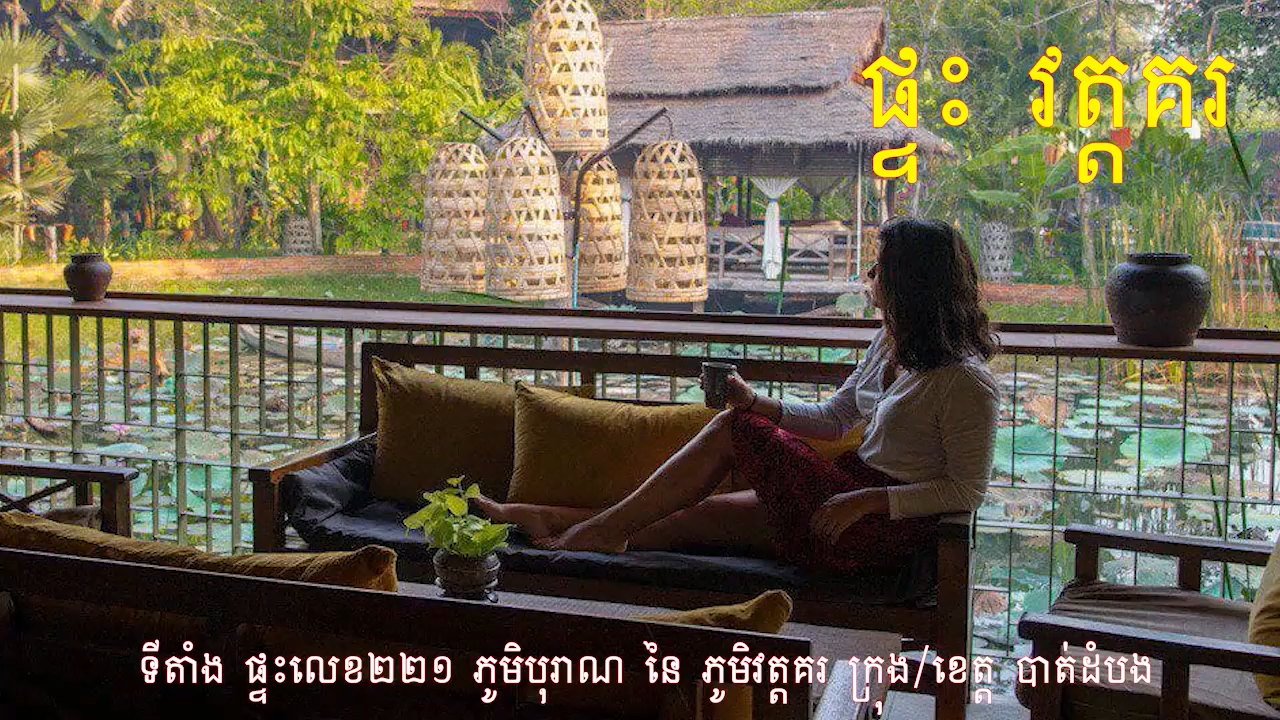 ផ្ទះ វត្តគរ
ទីតាំង ផ្ទះលេខ២២១ ភូមិបុរាណ នៃ ភូមិវត្តគរ ក្រុង/ខេត្ត បាត់ដំបង